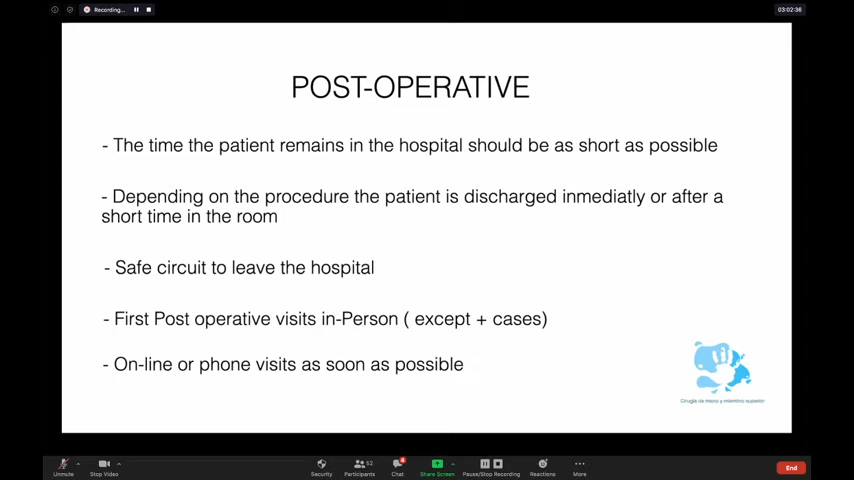 Recording...
03:02:36
POST-OPERATIVE
- The time the patient remains in the hospital should be as short as possible
- Depending on the procedure the patient is discharged inmediatly or after a
short time in the room
- Safe circuit to leave the hospital
- First Post operative visits in-Person ( except + cases)
- On-line or phone visits as soon as possible
Cirugía de mano y miembro superior
Unmute
Stop Video
Security
Participants
52
Chat
Share Screen
Pause/Stop Recording
Reactions
More
End